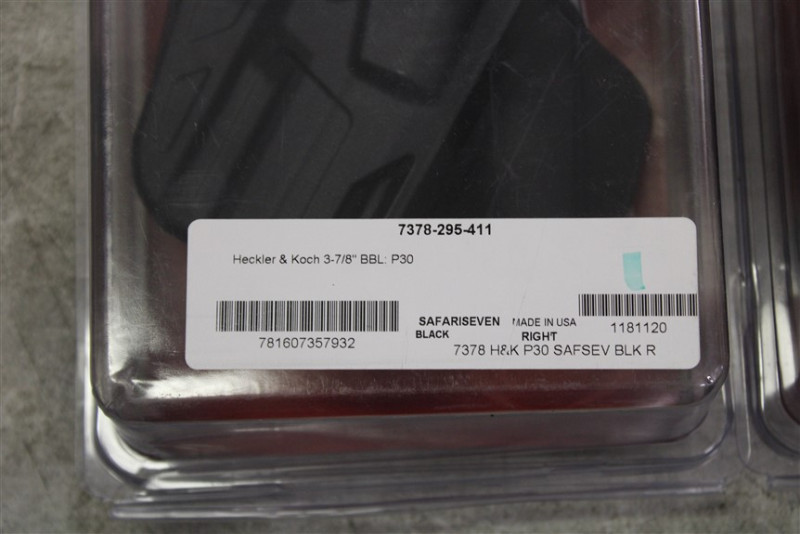 7378-295-411
Heckler & Koch 3-7/8" BBL: P30
781607357932
SAFARISEVEN
BLACK
MADE IN USA
RIGHT
1181120
7378 H&K P30 SAFSEV BLK R